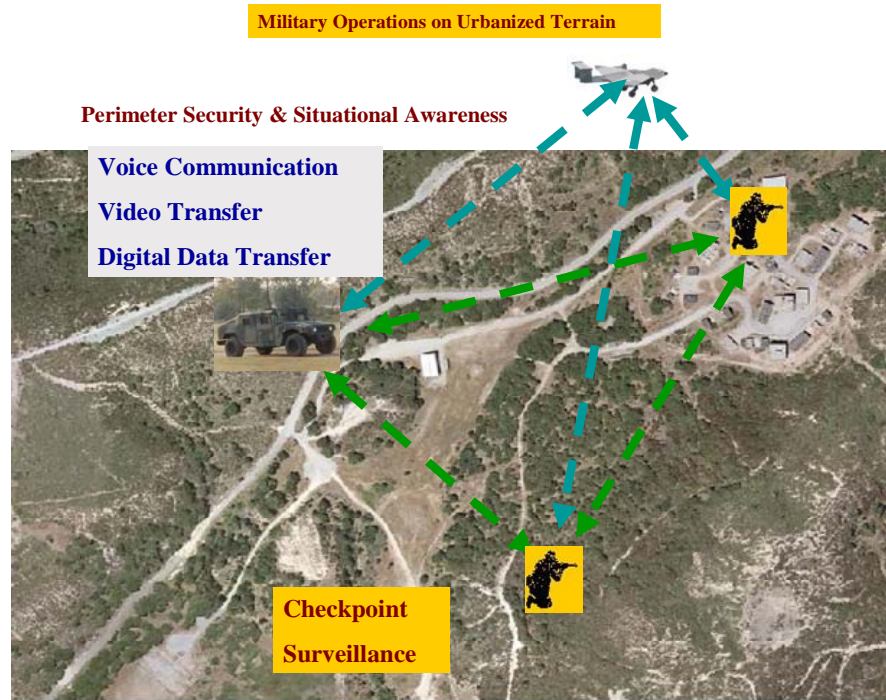 Military Operations on Urbanized Terrain
Perimeter Security & Situational Awareness
Voice Communication
Video Transfer
Digital Data Transfer
Checkpoint
Surveillance